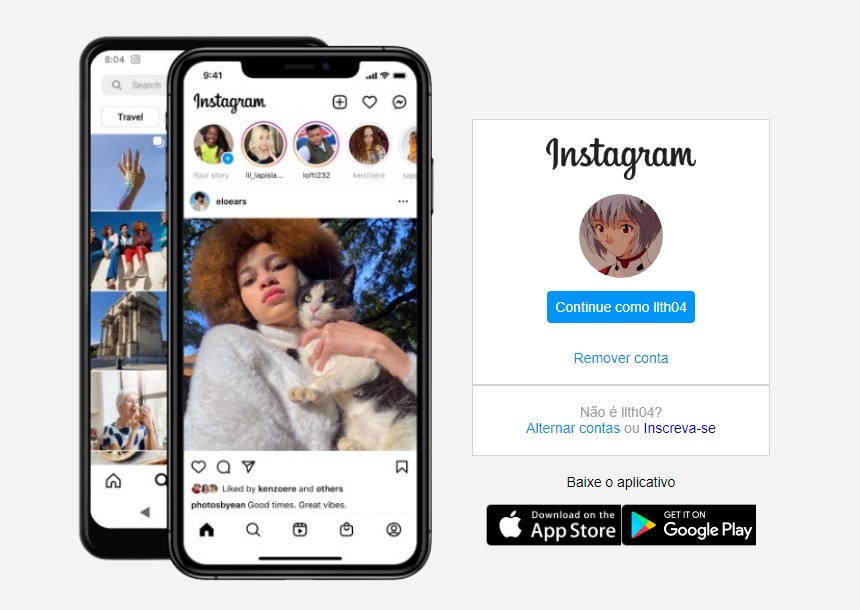 8:04
Search
Travel
9:41
Instagram
Your story
lil_lapisla...
lofti232
kenzoere
sap
eloears
Liked by kenzoere and others
photosbyean Good times. Great vibes.
Instagram
Continue como llth04
Remover conta
Não é llth04?
Alternar contas ou Inscreva-se
Baixe o aplicativo
Download on the
App Store
GET IT ON
Google Play